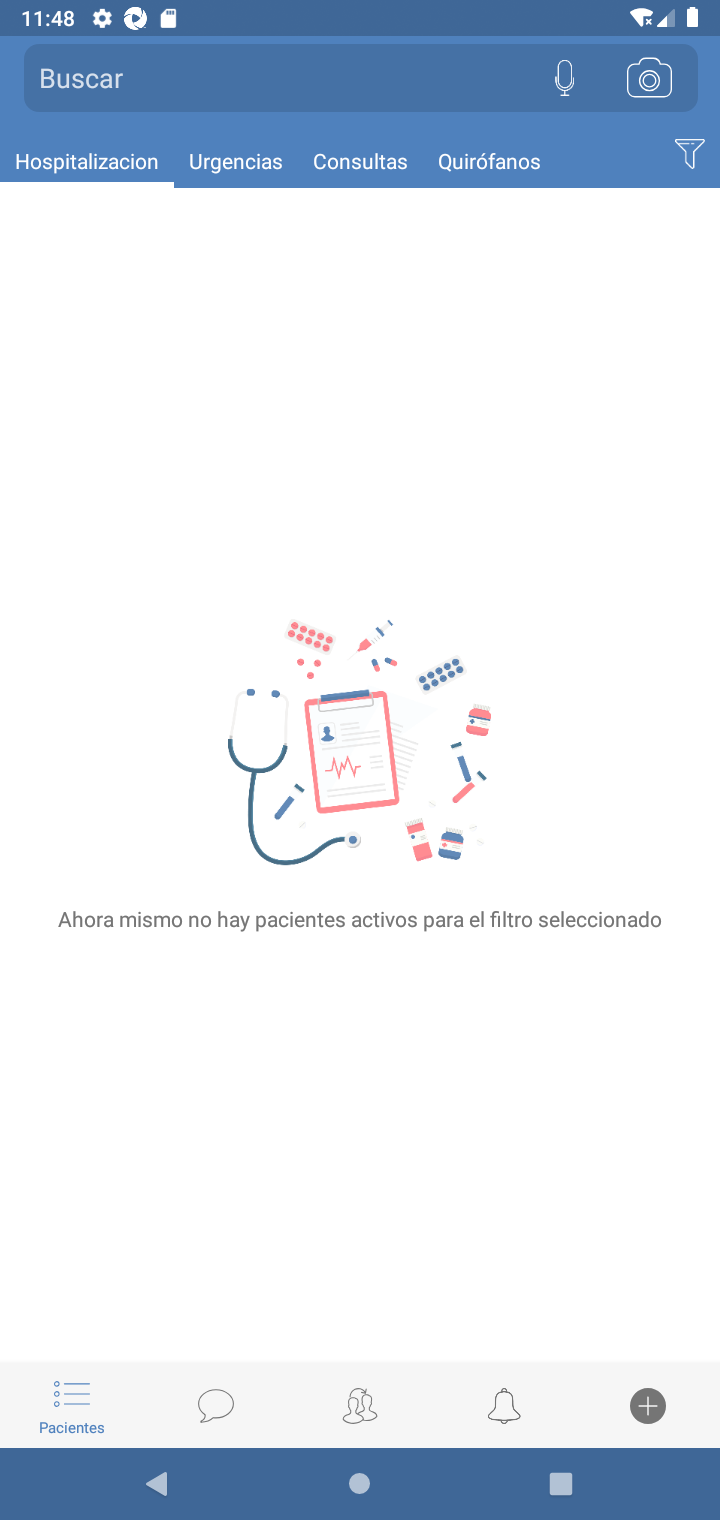 11:48
Buscar
Hospitalizacion Urgencias Consultas Quirófanos
Ahora mismo no hay pacientes activos para el filtro seleccionado
Pacientes